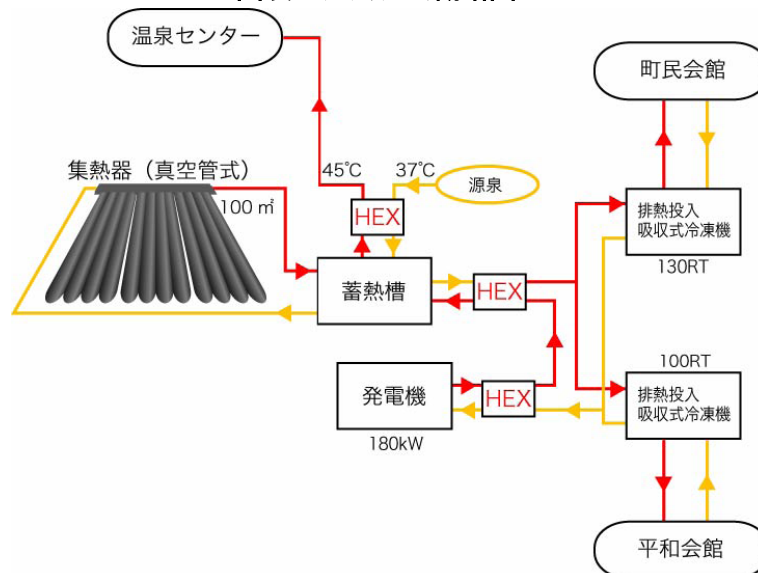 温泉センター
町民会館
集熱器（真空管式）
45℃
37℃
源泉
100㎡
HEX
排熱投入
吸収式冷凍機
130RT
蓄熱槽
HEX
100RT
発電機
HEX
排熱投入
吸収式冷凍機
180kW
平和会館